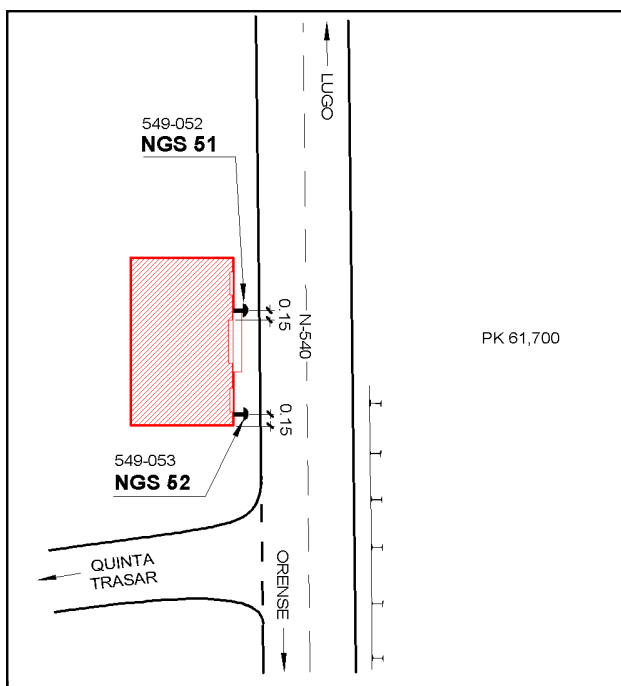 LUGO
549-052
NGS 51
0.15
N-540
PK 61,700
0.15
549-053
NGS 52
QUINTA
TRASAR
ORENSE